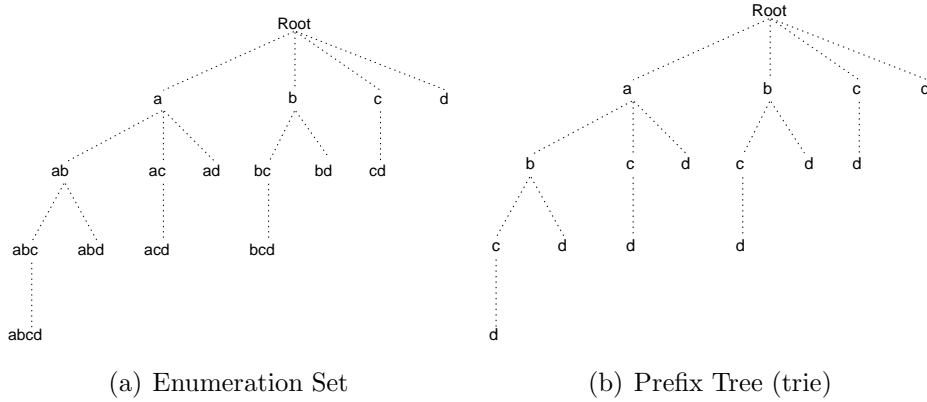 Root
a b c d
ab ac ad bc bd cd
abc abd acd bcd
abcd
(a) Enumeration Set
Root
a b c d
b c d c d d
c d d d
d
(b) Prefix Tree (trie)